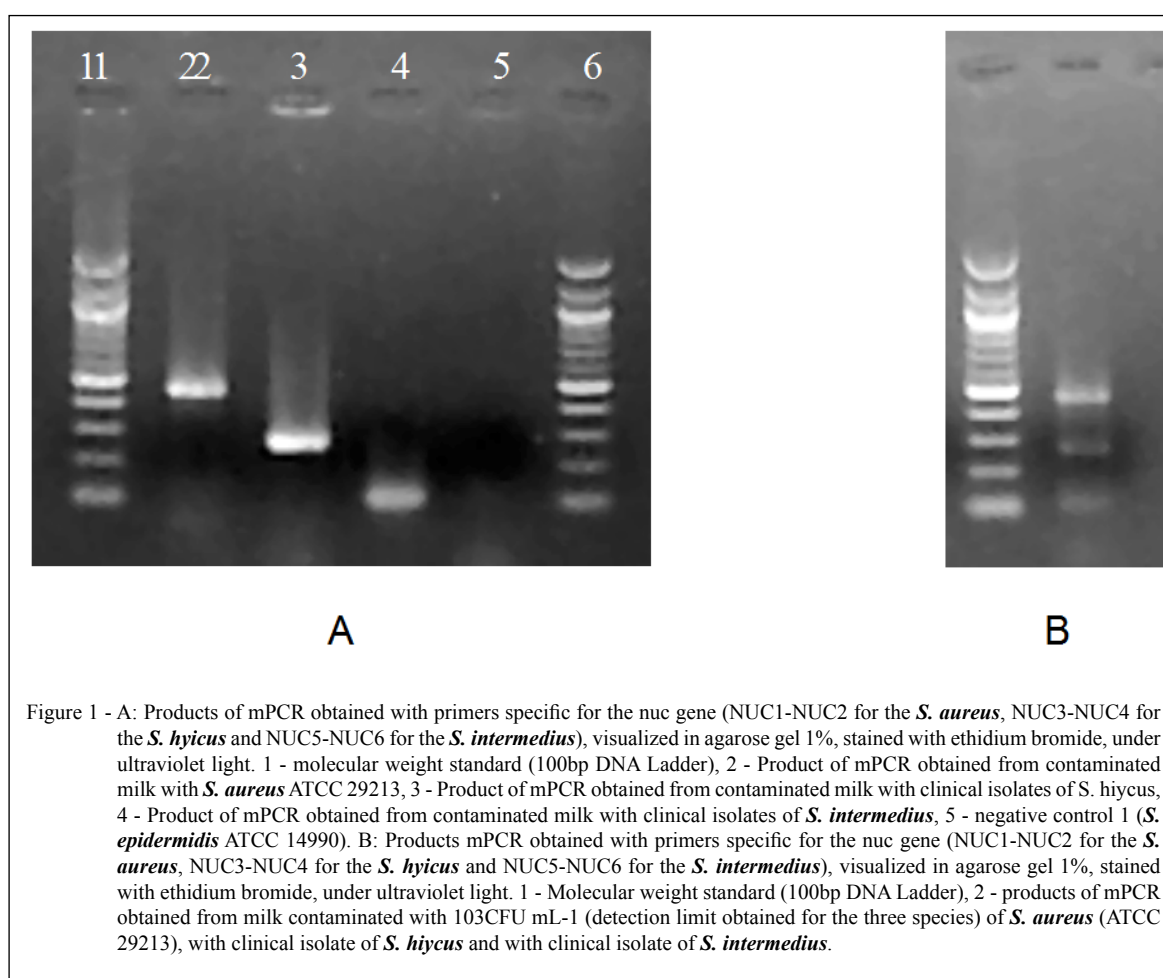 11 22 3 4 5 6
A B
Figure 1 - A: Products of mPCR obtained with primers specific for the nuc gene (NUC1-NUC2 for the S. aureus, NUC3-NUC4 for
the S. hyicus and NUC5-NUC6 for the S. intermedius), visualized in agarose gel 1%, stained with ethidium bromide, under
ultraviolet light. 1 - molecular weight standard (100bp DNA Ladder), 2 - Product of mPCR obtained from contaminated
milk with S. aureus ATCC 29213, 3 - Product of mPCR obtained from contaminated milk with clinical isolates of S. hiycus,
4 - Product of mPCR obtained from contaminated milk with clinical isolates of S. intermedius, 5 - negative control 1 (S.
epidermidis ATCC 14990). B: Products mPCR obtained with primers specific for the nuc gene (NUC1-NUC2 for the S.
aureus, NUC3-NUC4 for the S. hyicus and NUC5-NUC6 for the S. intermedius), visualized in agarose gel 1%, stained
with ethidium bromide, under ultraviolet light. 1 - Molecular weight standard (100bp DNA Ladder), 2 - products of mPCR
obtained from milk contaminated with 103CFU mL-1 (detection limit obtained for the three species) of S. aureus (ATCC
29213), with clinical isolate of S. hiycus and with clinical isolate of S. intermedius.